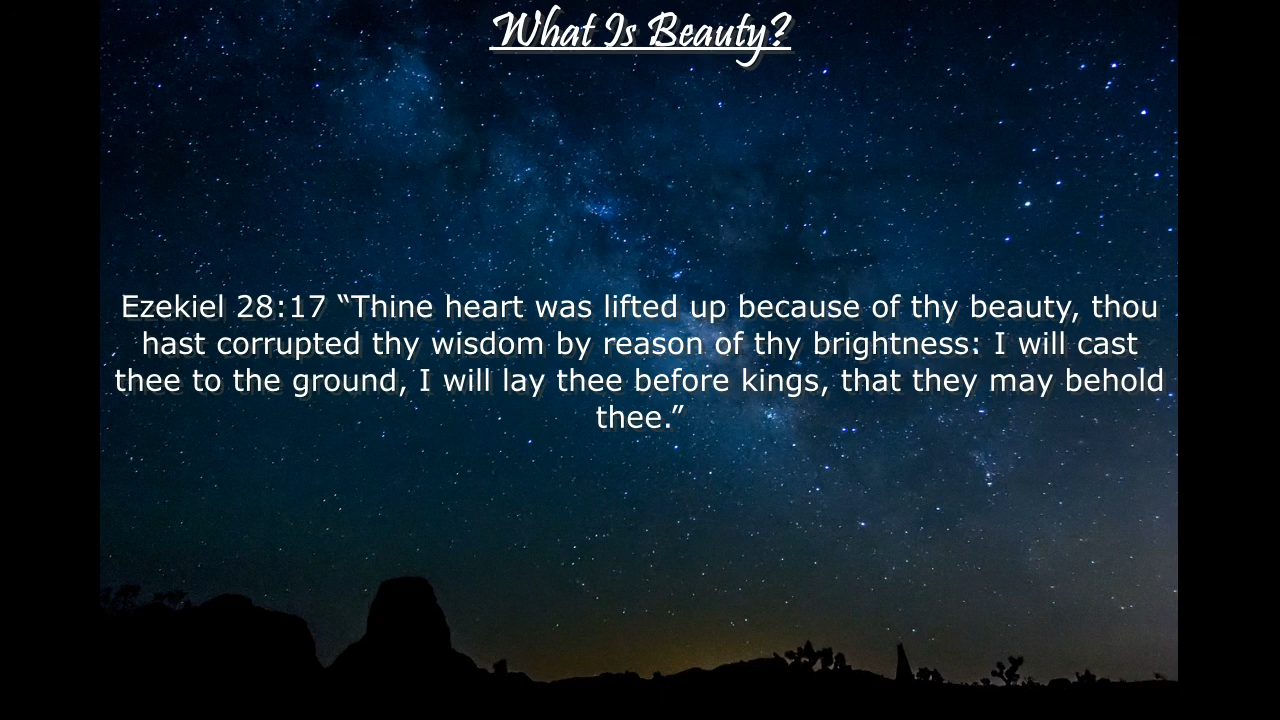 What Is Beauty?
Ezekiel 28:17 “Thine heart was lifted up because of thy beauty, thou
hast corrupted thy wisdom by reason of thy brightness: I will cast
thee to the ground, I will lay thee before kings, that they may behold
thee.”